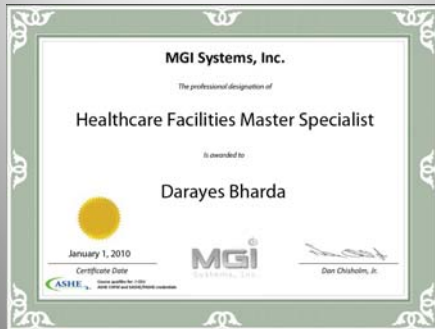 MGI Systems, Inc.
The professional designation of
Healthcare Facilities Master Specialist
Is awarded to
Darayes Bharda
January 1, 2010
Certificate Date
MGI
Systems, Inc.
Dan Chisholm, Jr.
ASHE